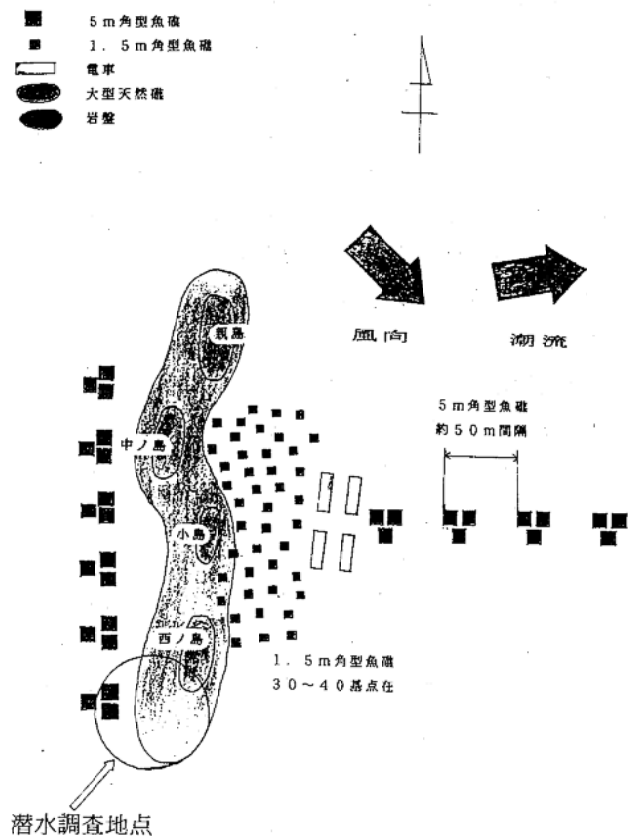 5m角型魚礁
1.5m角型魚礁
電車
大型天然礁
岩盤
風向
潮流
親島
5m角型魚礁
約50m間隔
中ノ島
小島
西ノ島
1.5m角型魚礁
30～40基点在
潜水調査地点